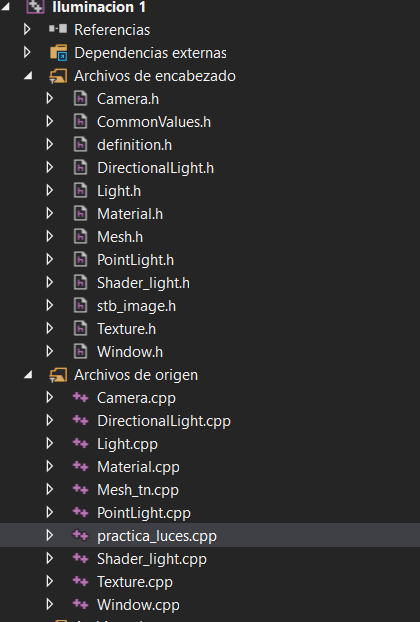 Iluminacion 1
Referencias
Dependencias externas
Archivos de encabezado
Camera.h
CommonValues.h
definition.h
DirectionalLight.h
Light.h
Material.h
Mesh.h
PointLight.h
Shader_light.h
stb_image.h
Texture.h
Window.h
Archivos de origen
Camera.cpp
DirectionalLight.cpp
Light.cpp
Material.cpp
Mesh_tn.cpp
PointLight.cpp
practica_luces.cpp
Shader_light.cpp
Texture.cpp
Window.cpp